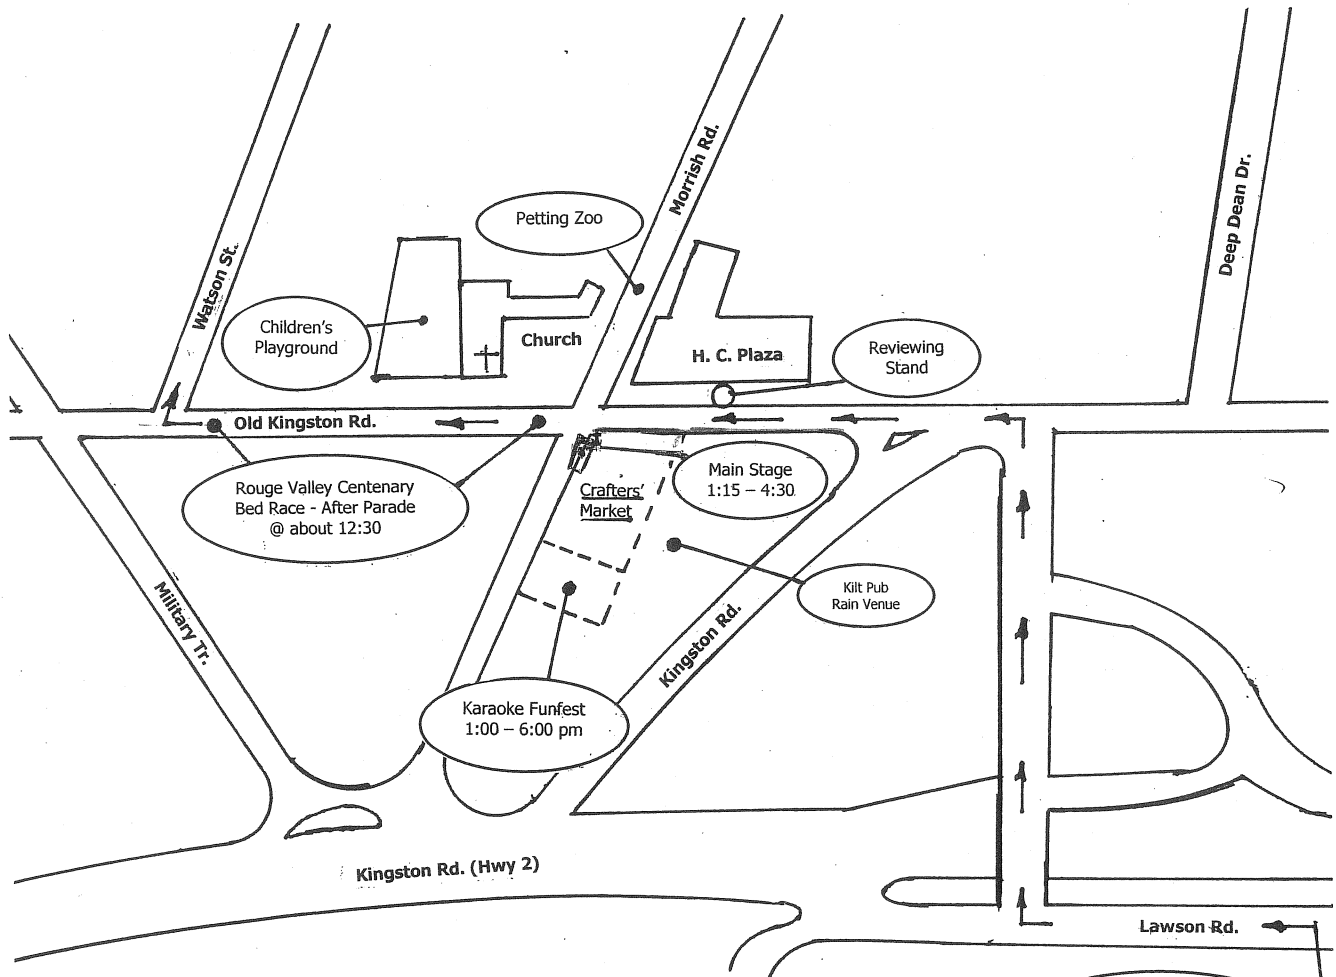 Morrish Rd.
Deep Dean Dr.
Petting Zoo
Watson St.
Children's
Playground
Church
H. C. Plaza
Reviewing
Stand
Old Kingston Rd.
Rouge Valley Centenary
Bed Race - After Parade
@ about 12:30
Crafters'
Market
Main Stage
1:15 – 4:30
Kilt Pub
Rain Venue
Military Tr.
Kingston Rd.
Karaoke Funfest
1:00 – 6:00 pm
Kingston Rd. (Hwy 2)
Lawson Rd.